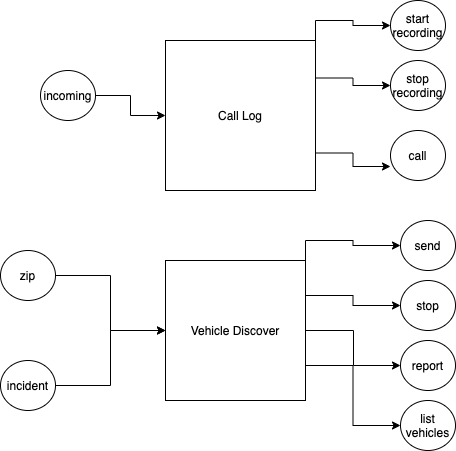 start
recording
incoming
Call Log
stop
recording
call
zip
incident
Vehicle Discover
send
stop
report
list
vehicles